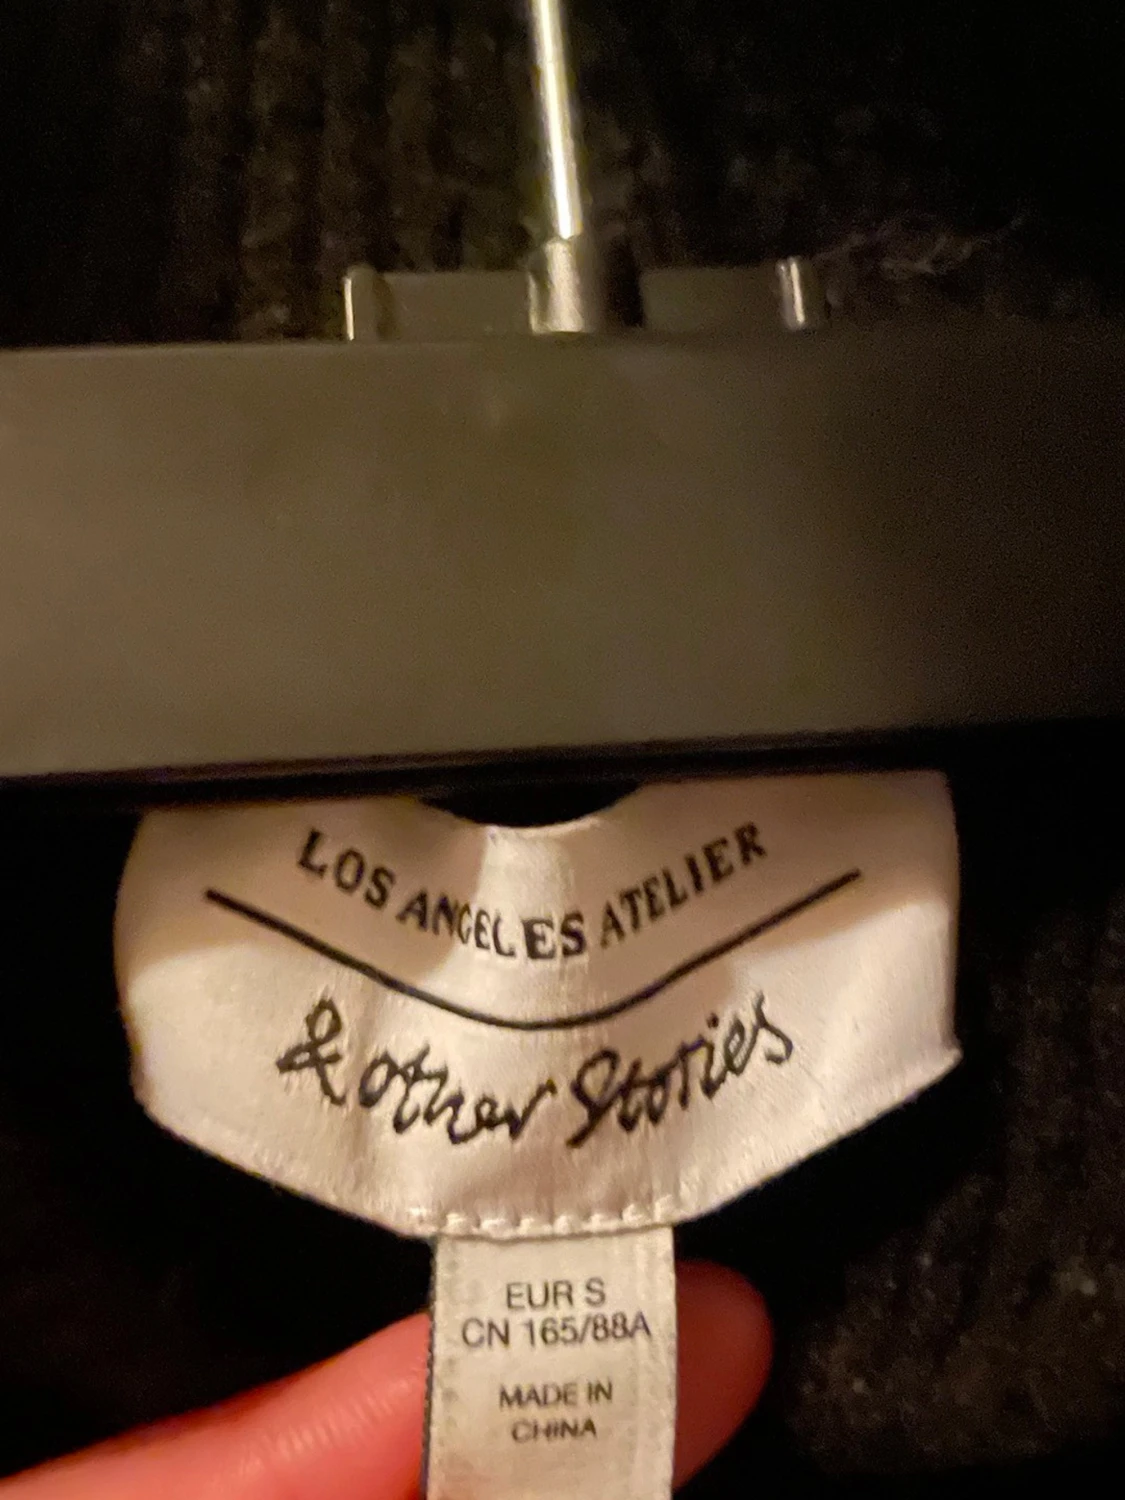 LOS ANGELES ATELIER
& other Stories
EUR S
CN 165/88A
MADE IN
CHINA